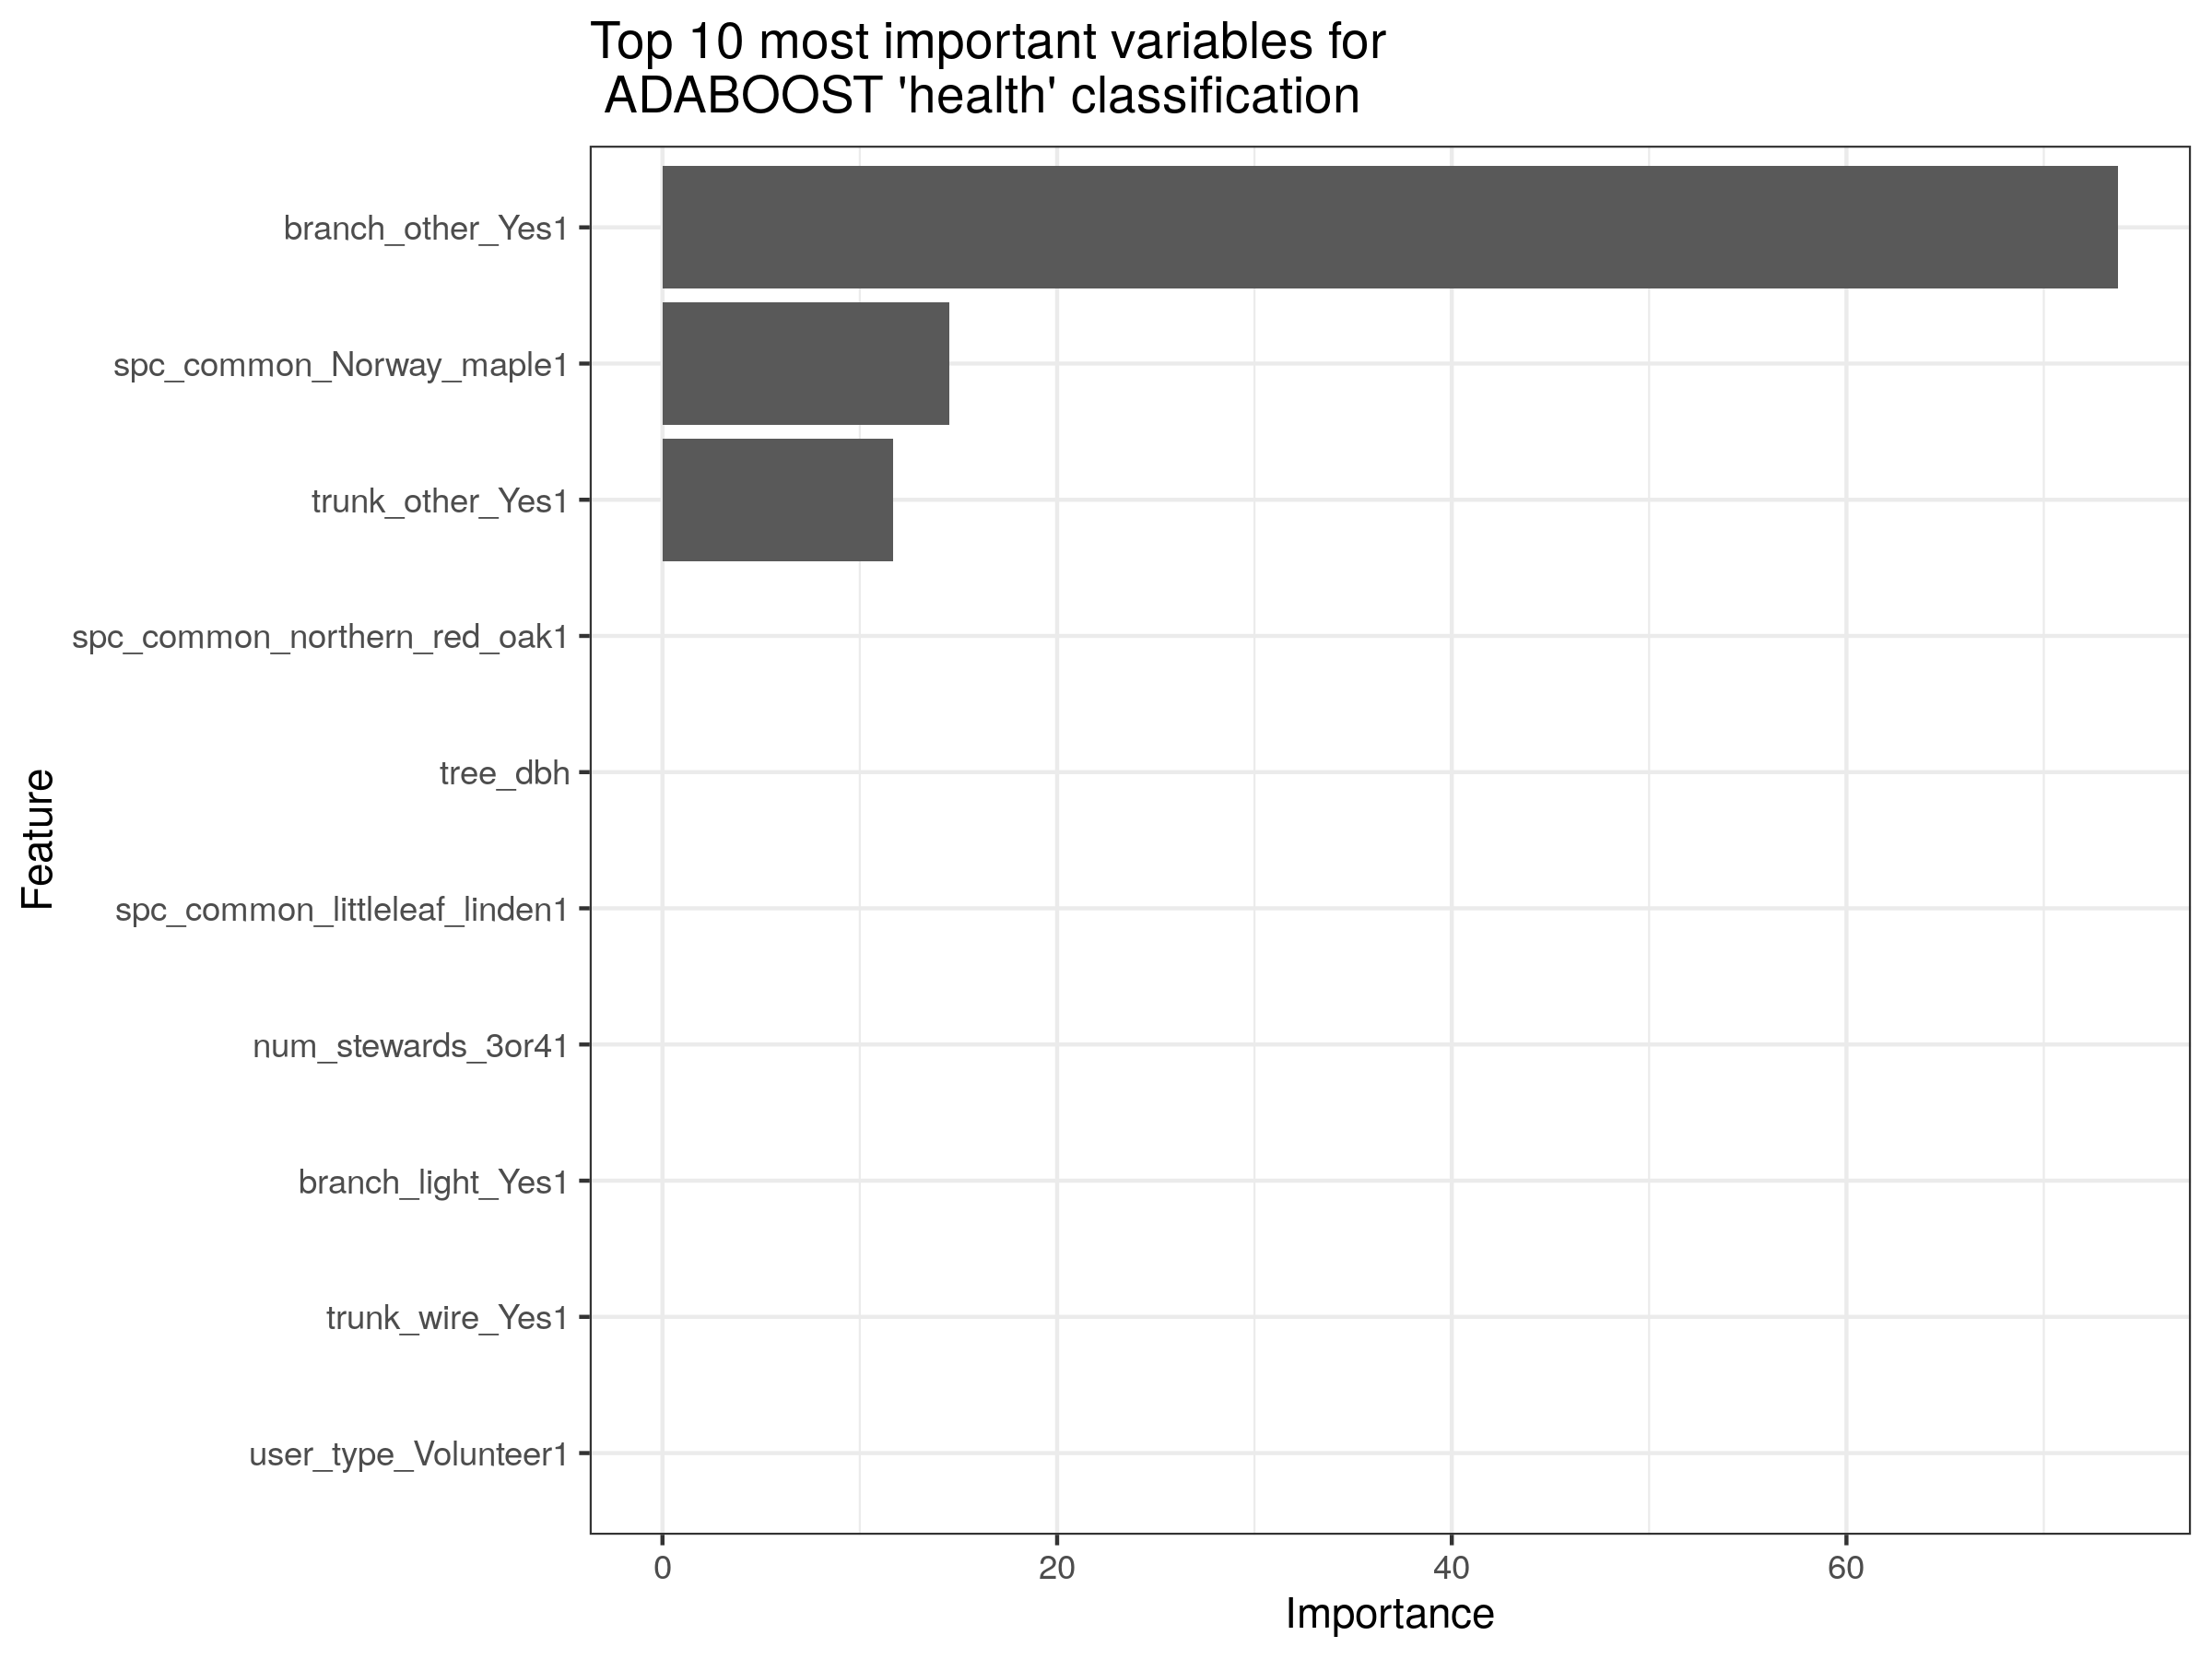 Top 10 most important variables for
ADABOOST 'health' classification
branch_other_Yes1
spc_common_Norway_maple1
trunk_other_Yes1
spc_common_northern_red_oak1
tree_dbh
spc_common_littleleaf_linden1
num_stewards_3or41
branch_light_Yes1
trunk_wire_Yes1
user_type_Volunteer1
Feature
0 20 40 60
Importance